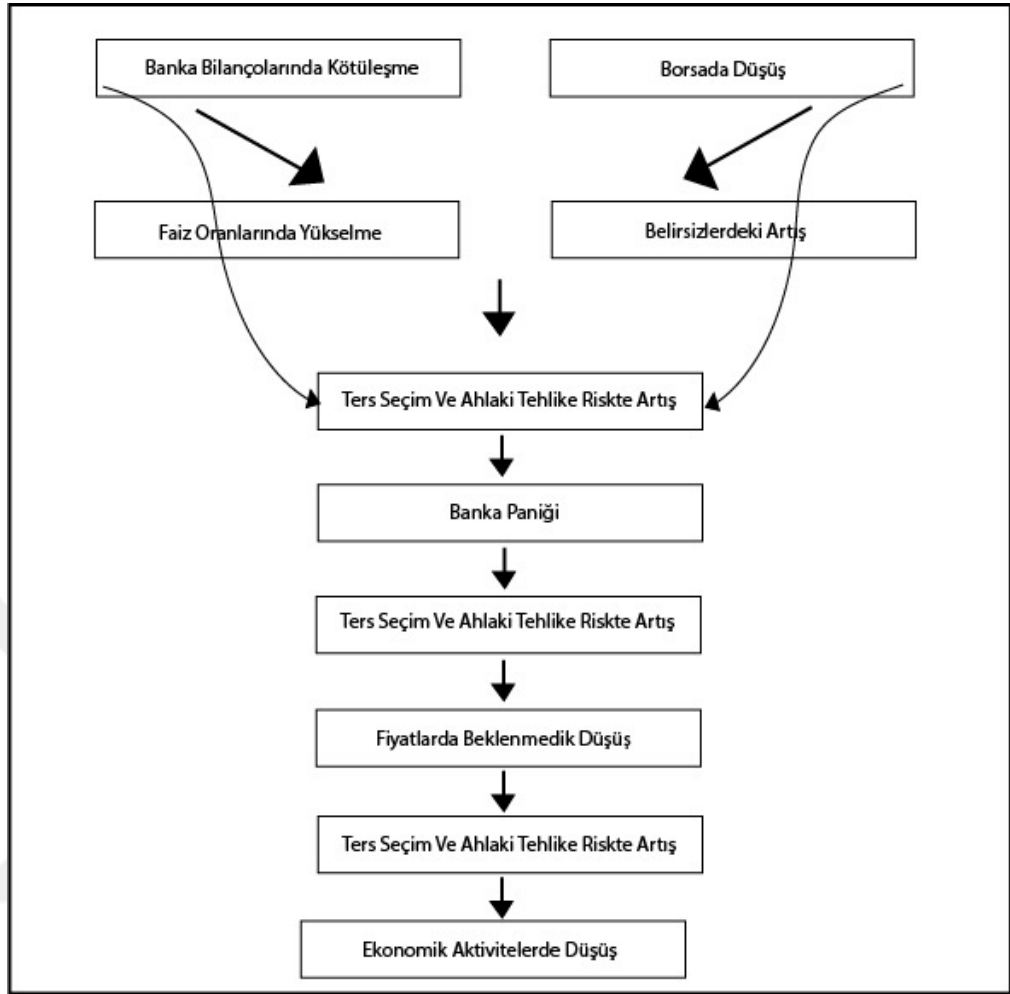 Banka Bilançolarında Kötüleşme
Borsada Düşüş
Faiz Oranlarında Yükselme
Belirsizlerdeki Artış
Ters Seçim Ve Ahlaki Tehlike Riskte Artış
Banka Paniği
Ters Seçim Ve Ahlaki Tehlike Riskte Artış
Fiyatlarda Beklenmedik Düşüş
Ters Seçim Ve Ahlaki Tehlike Riskte Artış
Ekonomik Aktivitelerde Düşüş